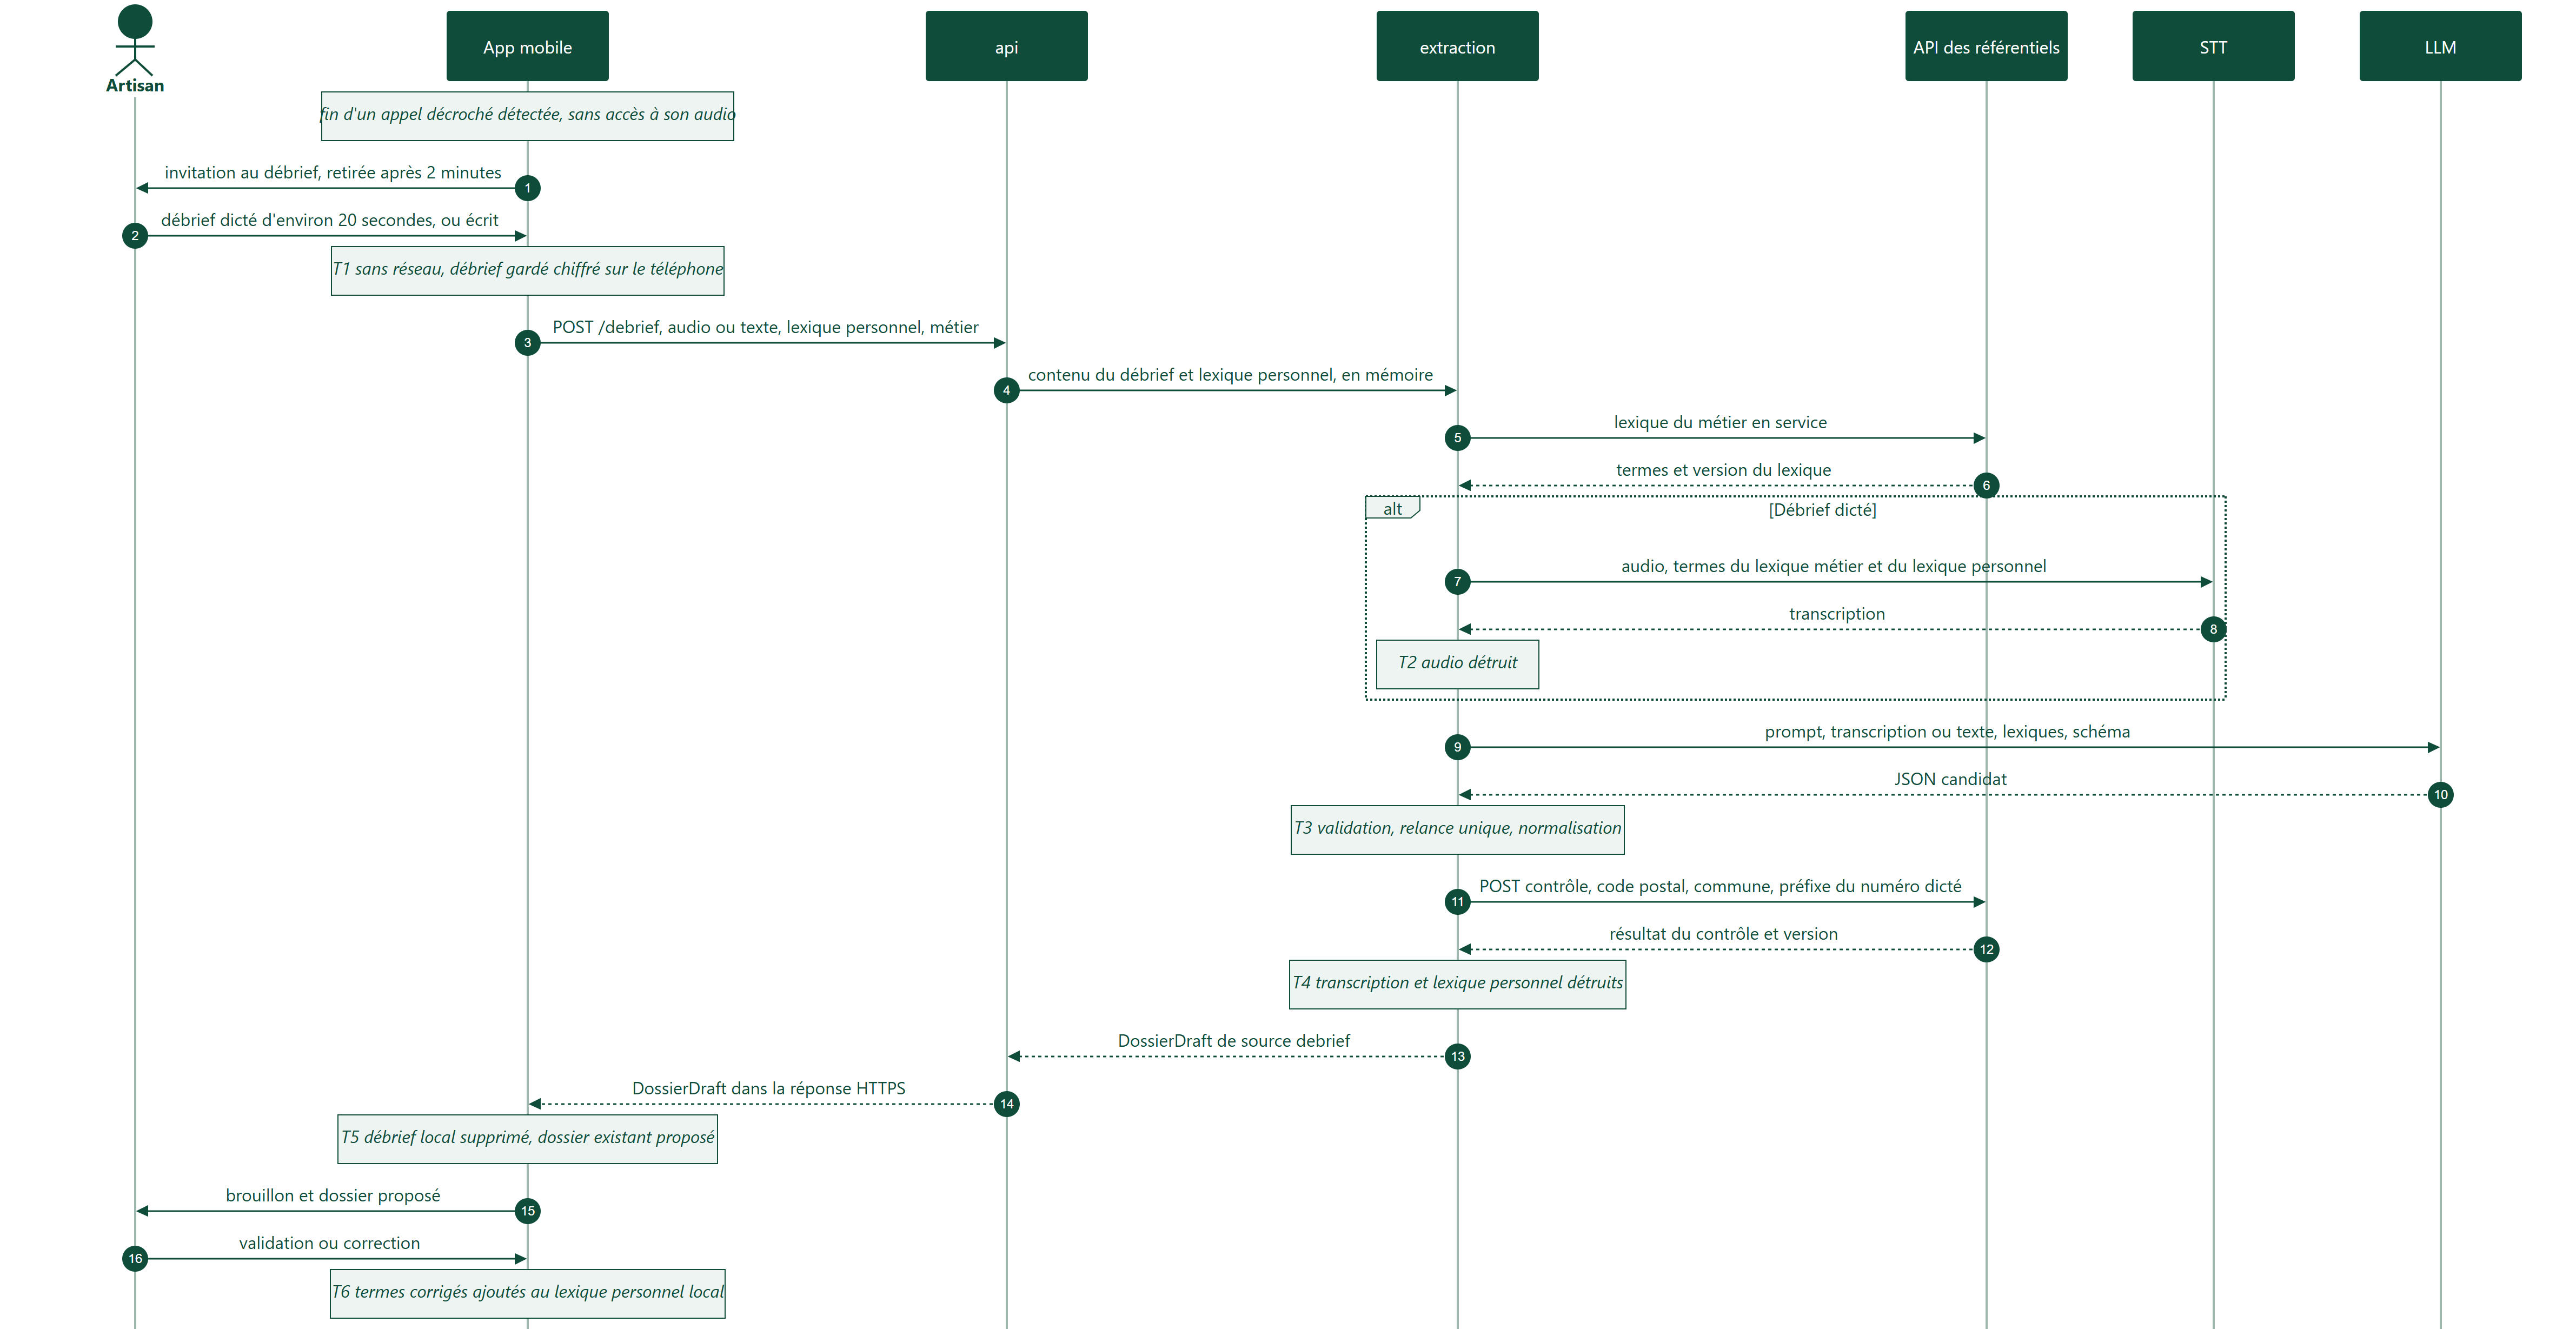 Artisan
App mobile
api
extraction
API des référentiels
STT
LLM
fin d'un appel décroché détectée, sans accès à son audio
invitation au débrief, retirée après 2 minutes
1
débrief dicté d'environ 20 secondes, ou écrit
2
T1 sans réseau, débrief gardé chiffré sur le téléphone
POST /debrief, audio ou texte, lexique personnel, métier
3
contenu du débrief et lexique personnel, en mémoire
4
lexique du métier en service
5
termes et version du lexique
6
alt
[Débrief dicté]
audio, termes du lexique métier et du lexique personnel
7
transcription
8
T2 audio détruit
prompt, transcription ou texte, lexiques, schéma
9
JSON candidat
10
T3 validation, relance unique, normalisation
POST contrôle, code postal, commune, préfixe du numéro dicté
11
résultat du contrôle et version
12
T4 transcription et lexique personnel détruits
DossierDraft de source debrief
13
DossierDraft dans la réponse HTTPS
14
T5 débrief local supprimé, dossier existant proposé
brouillon et dossier proposé
15
validation ou correction
16
T6 termes corrigés ajoutés au lexique personnel local